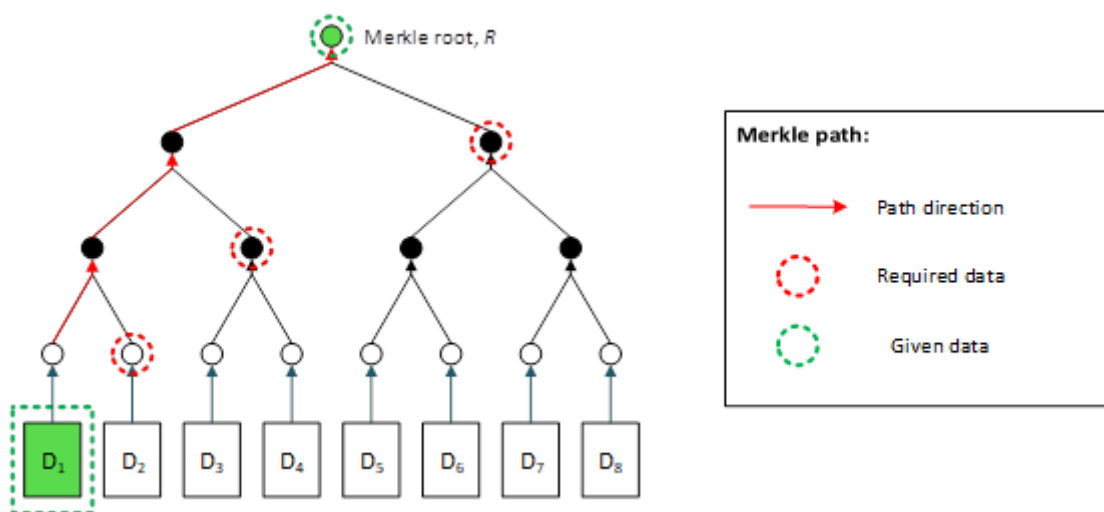 Merkle root, R
Merkle path:
Path direction
Required data
Given data
D₁ D₂ D₃ D₄ D₅ D₆ D₇ D₈